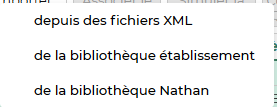 depuis des fichiers XML
de la bibliothèque établissement
de la bibliothèque Nathan